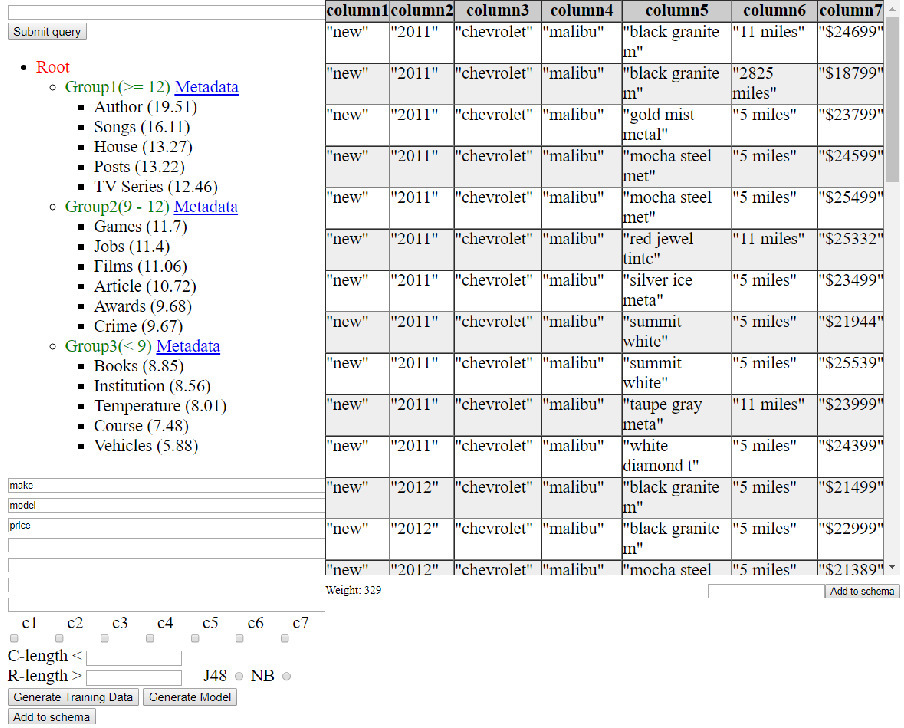 Submit query
Root
Group1(>= 12) Metadata
Author (19.51)
Songs (16.11)
House (13.27)
Posts (13.22)
TV Series (12.46)
Group2(9 - 12) Metadata
Games (11.7)
Jobs (11.4)
Films (11.06)
Article (10.72)
Awards (9.68)
Crime (9.67)
Group3(< 9) Metadata
Books (8.85)
Institution (8.56)
Temperature (8.01)
Course (7.48)
Vehicles (5.88)
make
model
price
c1 c2 c3 c4 c5 c6 c7
C-length <
R-length > J48 NB
Generate Training Data Generate Model
Add to schema
column1 column2 column3 column4 column5 column6 column7
"new" "2011" "chevrolet" "malibu" "black granite "11 miles" "$24699"
m"
"new" "2011" "chevrolet" "malibu" "black granite "2825 "$18799"
m" miles"
"new" "2011" "chevrolet" "malibu" "gold mist "5 miles" "$23799"
metal"
"new" "2011" "chevrolet" "malibu" "mocha steel "5 miles" "$24599"
met"
"new" "2011" "chevrolet" "malibu" "mocha steel "5 miles" "$25499"
met"
"new" "2011" "chevrolet" "malibu" "red jewel "11 miles" "$25332"
tintc"
"new" "2011" "chevrolet" "malibu" "silver ice "5 miles" "$23499"
meta"
"new" "2011" "chevrolet" "malibu" "summit "5 miles" "$21944"
white"
"new" "2011" "chevrolet" "malibu" "summit "5 miles" "$25539"
white"
"new" "2011" "chevrolet" "malibu" "taupe gray "11 miles" "$23999"
meta"
"new" "2011" "chevrolet" "malibu" "white "5 miles" "$24399"
diamond t"
"new" "2012" "chevrolet" "malibu" "black granite "5 miles" "$21499"
m"
"new" "2012" "chevrolet" "malibu" "black granite "5 miles" "$22999"
m"
"new" "2012" "chevrolet" "malibu" "mocha steel "5 miles" "$21389"
Weight: 329 Add to schema